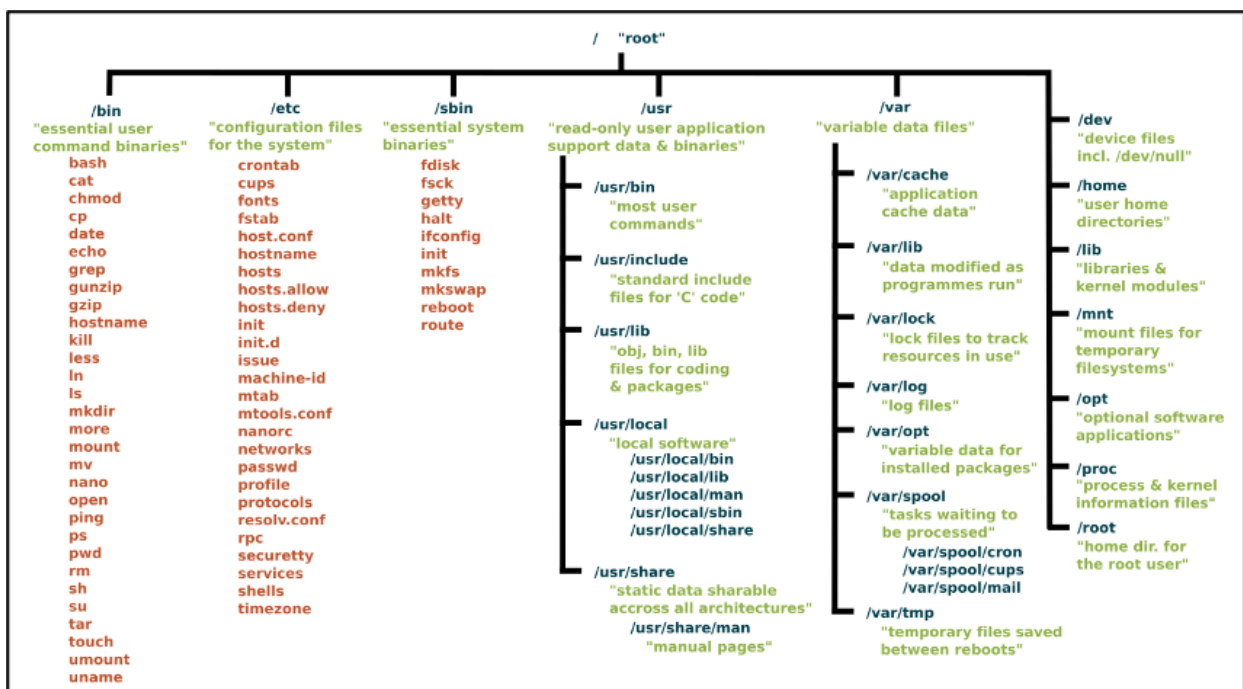 / "root"
/bin
"essential user
command binaries"
bash
cat
chmod
cp
date
echo
grep
gunzip
gzip
hostname
kill
less
ln
ls
mkdir
more
mount
mv
nano
open
ping
ps
pwd
rm
sh
su
tar
touch
umount
uname
/etc
"configuration files
for the system"
crontab
cups
fonts
fstab
host.conf
hostname
hosts
hosts.allow
hosts.deny
init
init.d
issue
machine-id
mtab
mtools.conf
nanorc
networks
passwd
profile
protocols
resolv.conf
rpc
securetty
services
shells
timezone
/sbin
"essential system
binaries"
fdisk
fsck
getty
halt
ifconfig
init
mkfs
mkswap
reboot
route
/usr
"read-only user application
support data & binaries"
/usr/bin
"most user
commands"
/usr/include
"standard include
files for 'C' code"
/usr/lib
"obj, bin, lib
files for coding
& packages"
/usr/local
"local software"
/usr/local/bin
/usr/local/lib
/usr/local/man
/usr/local/sbin
/usr/local/share
/usr/share
"static data sharable
accross all architectures"
/usr/share/man
"manual pages"
/var
"variable data files"
/var/cache
"application
cache data"
/var/lib
"data modified as
programmes run"
/var/lock
"lock files to track
resources in use"
/var/log
"log files"
/var/opt
"variable data for
installed packages"
/var/spool
"tasks waiting to
be processed"
/var/spool/cron
/var/spool/cups
/var/spool/mail
/var/tmp
"temporary files saved
between reboots"
/dev
"device files
incl. /dev/null"
/home
"user home
directories"
/lib
"libraries &
kernel modules"
/mnt
"mount files for
temporary
filesystems"
/opt
"optional software
applications"
/proc
"process & kernel
information files"
/root
"home dir. for
the root user"